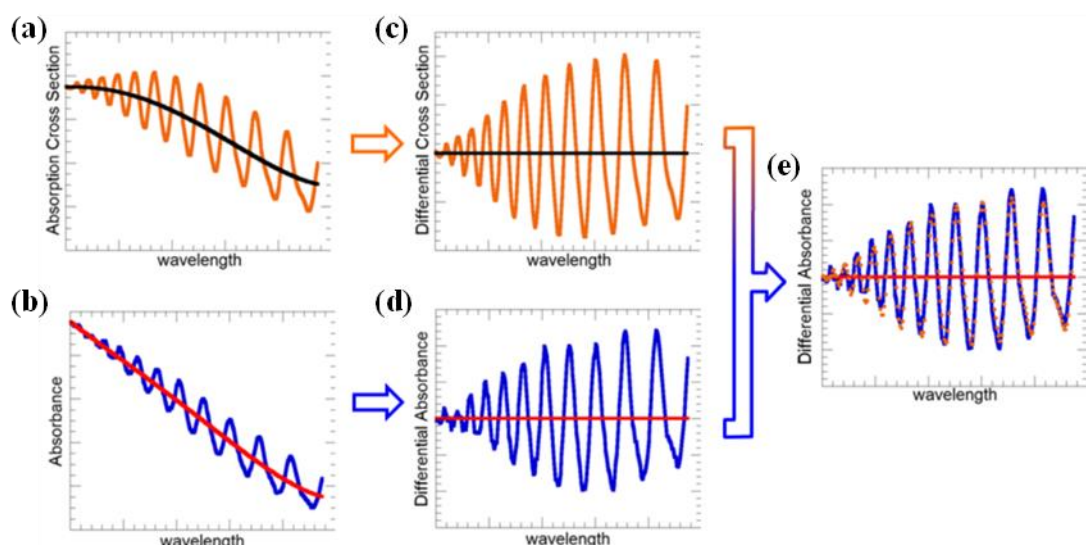 (a)
Absorption Cross Section
wavelength
(c)
Differential Cross Section
wavelength
(b)
Absorbance
wavelength
(d)
Differential Absorbance
wavelength
(e)
Differential Absorbance
wavelength